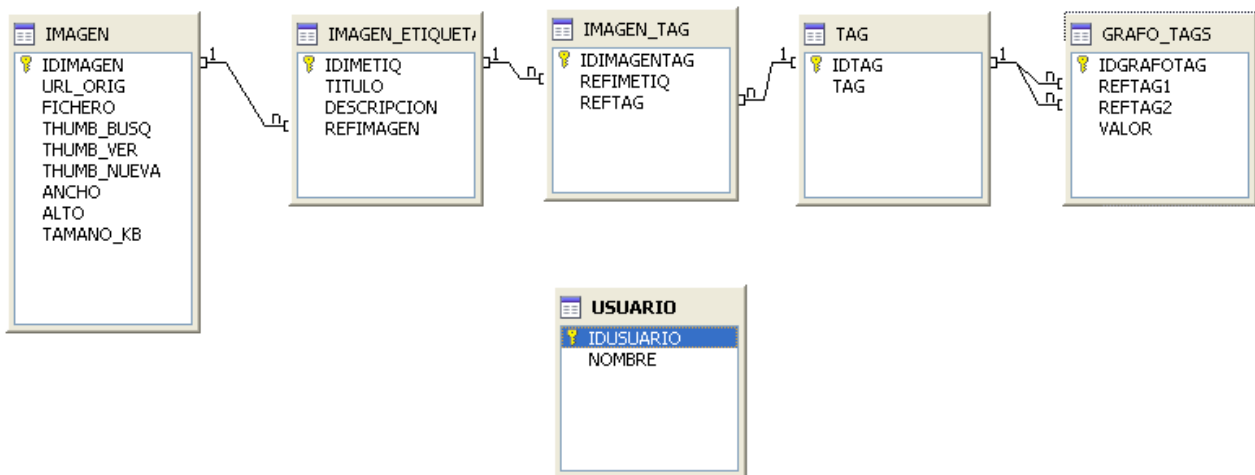 IMAGEN
IDIMAGEN
URL_ORIG
FICHERO
THUMB_BUSQ
THUMB_VER
THUMB_NUEVA
ANCHO
ALTO
TAMANO_KB
1
n
IMAGEN_ETIQUETA
IDIMETIQ
TITULO
DESCRIPCION
REFIMAGEN
1
n
IMAGEN_TAG
IDIMAGENTAG
REFIMETIQ
REFTAG
n
1
TAG
IDTAG
TAG
1
n
n
GRAFO_TAGS
IDGRAFOTAG
REFTAG1
REFTAG2
VALOR
USUARIO
IDUSUARIO
NOMBRE